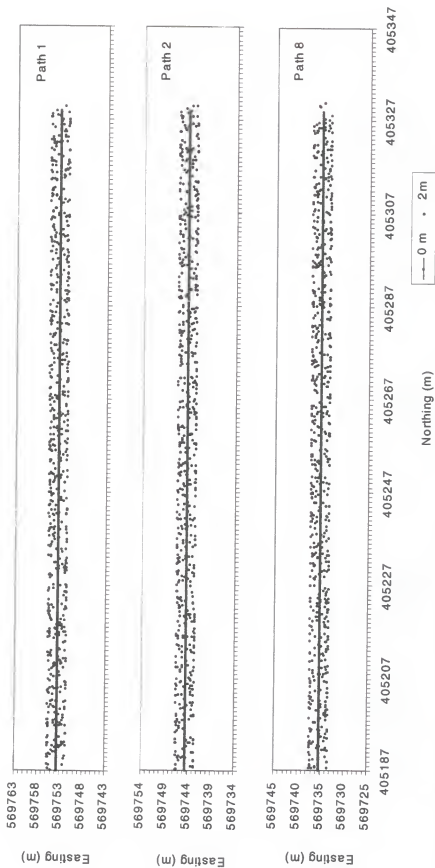 569763
569758
569753
569748
569743
Easting (m)
Path 1
569754
569749
569744
569739
569734
Easting (m)
Path 2
569745
569740
569735
569730
569725
Easting (m)
Path 8
405187 405207 405227 405247 405267 405287 405307 405327 405347
Northing (m)
0 m 2m